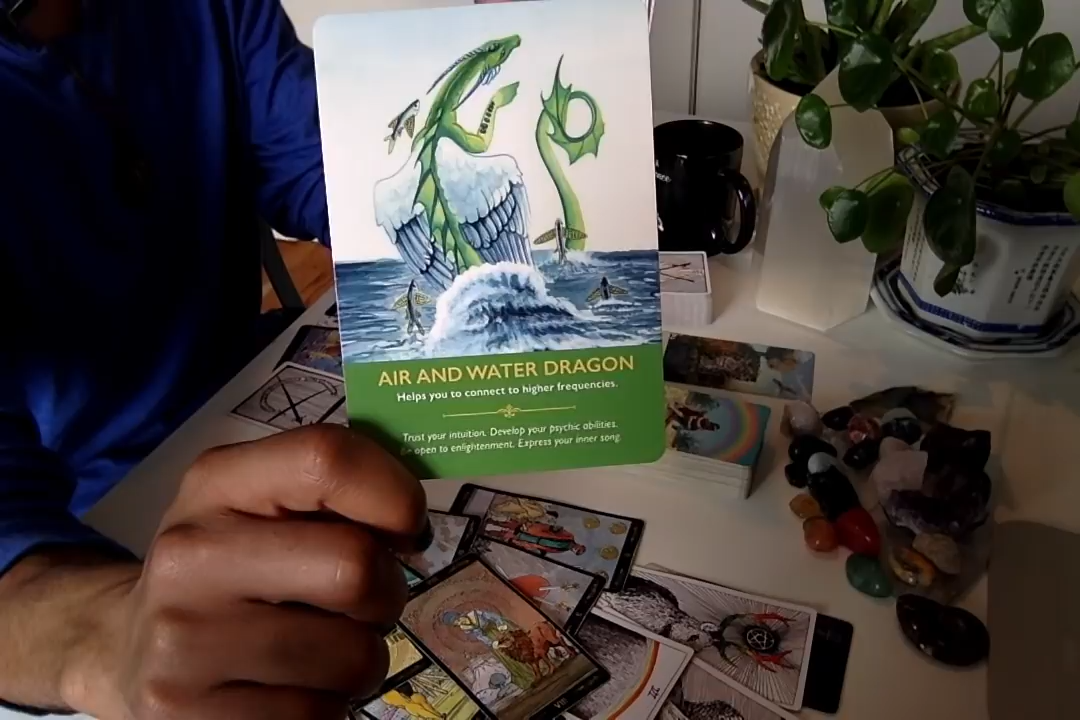 AIR AND WATER DRAGON
Helps you to connect to higher frequencies.
Trust your intuition. Develop your psychic abilities.
Be open to enlightenment. Express your inner song.